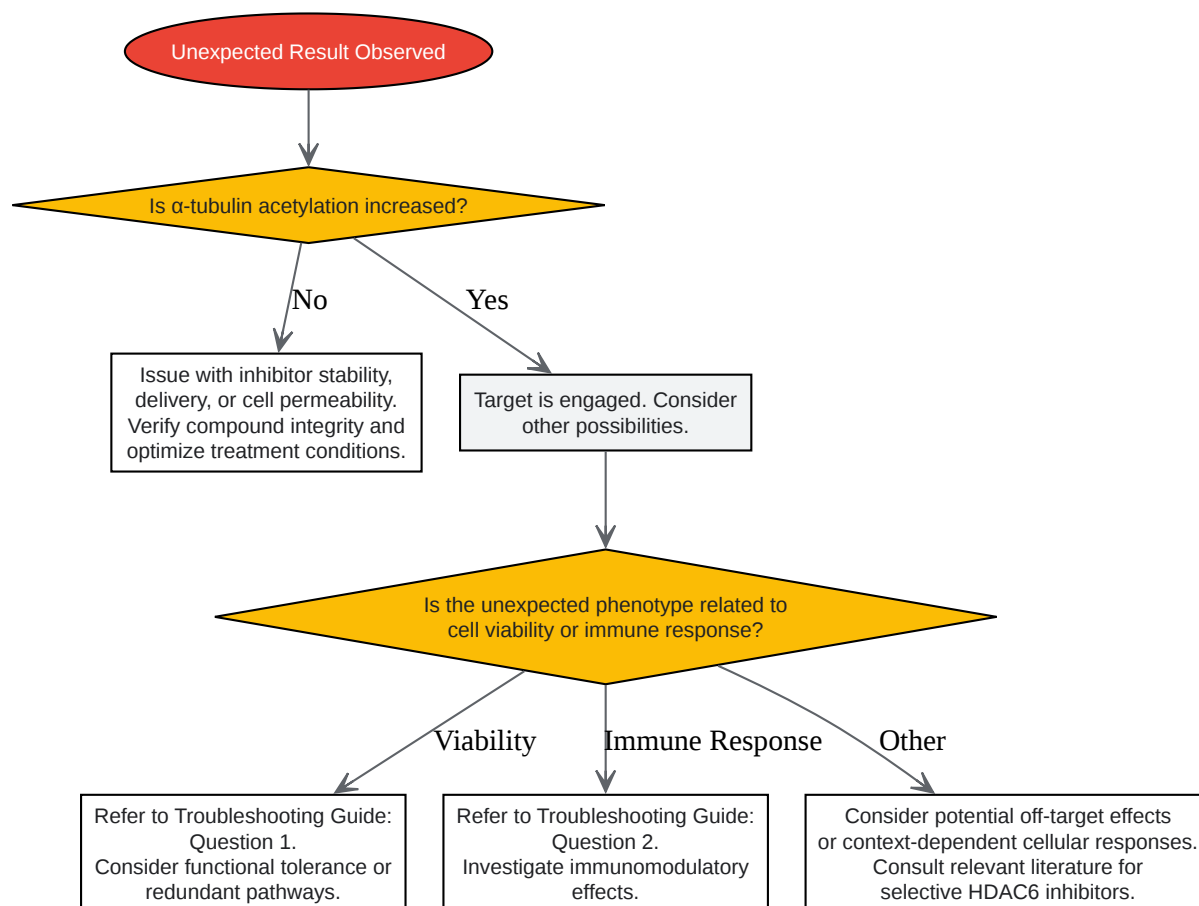 Unexpected Result Observed
Is α-tubulin acetylation increased?
No
Yes
Issue with inhibitor stability,
delivery, or cell permeability.
Verify compound integrity and
optimize treatment conditions.
Target is engaged. Consider
other possibilities.
Is the unexpected phenotype related to
cell viability or immune response?
Viability
Immune Response
Other
Refer to Troubleshooting Guide:
Question 1.
Consider functional tolerance or
redundant pathways.
Refer to Troubleshooting Guide:
Question 2.
Investigate immunomodulatory
effects.
Consider potential off-target effects
or context-dependent cellular responses.
Consult relevant literature for
selective HDAC6 inhibitors.